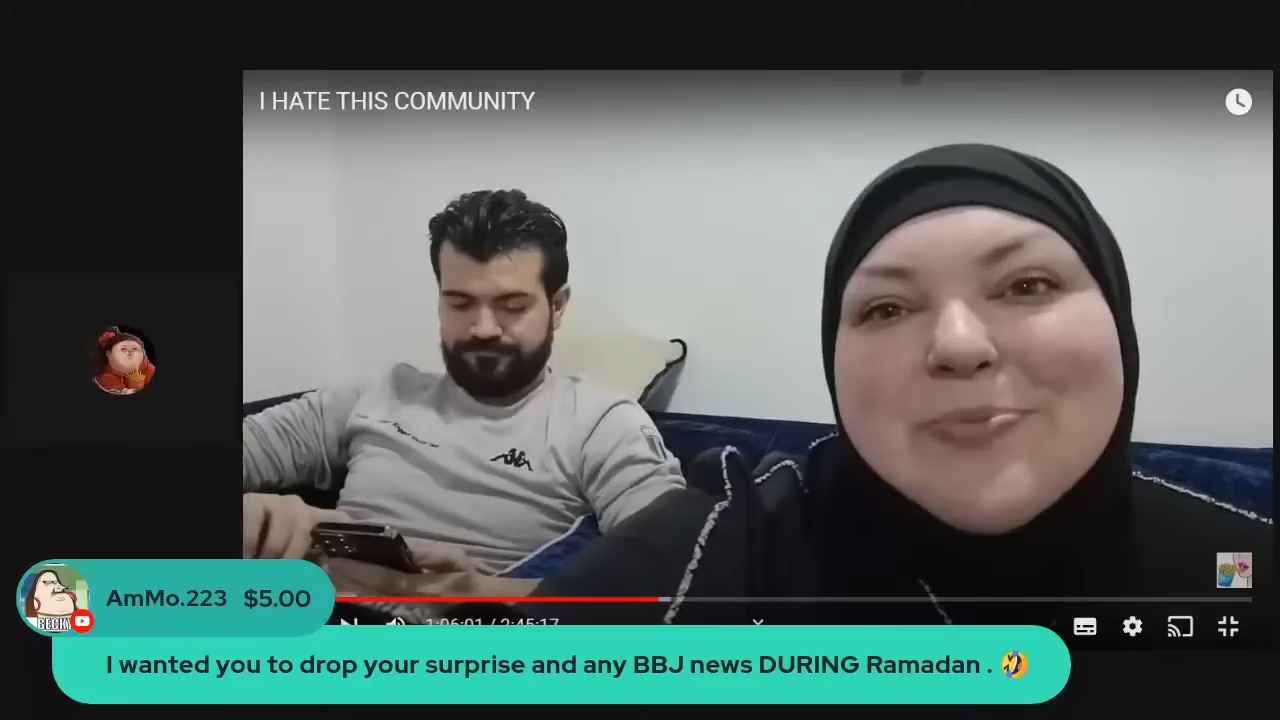 I HATE THIS COMMUNITY
1:06:01 / 2:45:17
BECKY
AmMo.223 $5.00
I wanted you to drop your surprise and any BBJ news DURING Ramadan . 🤣